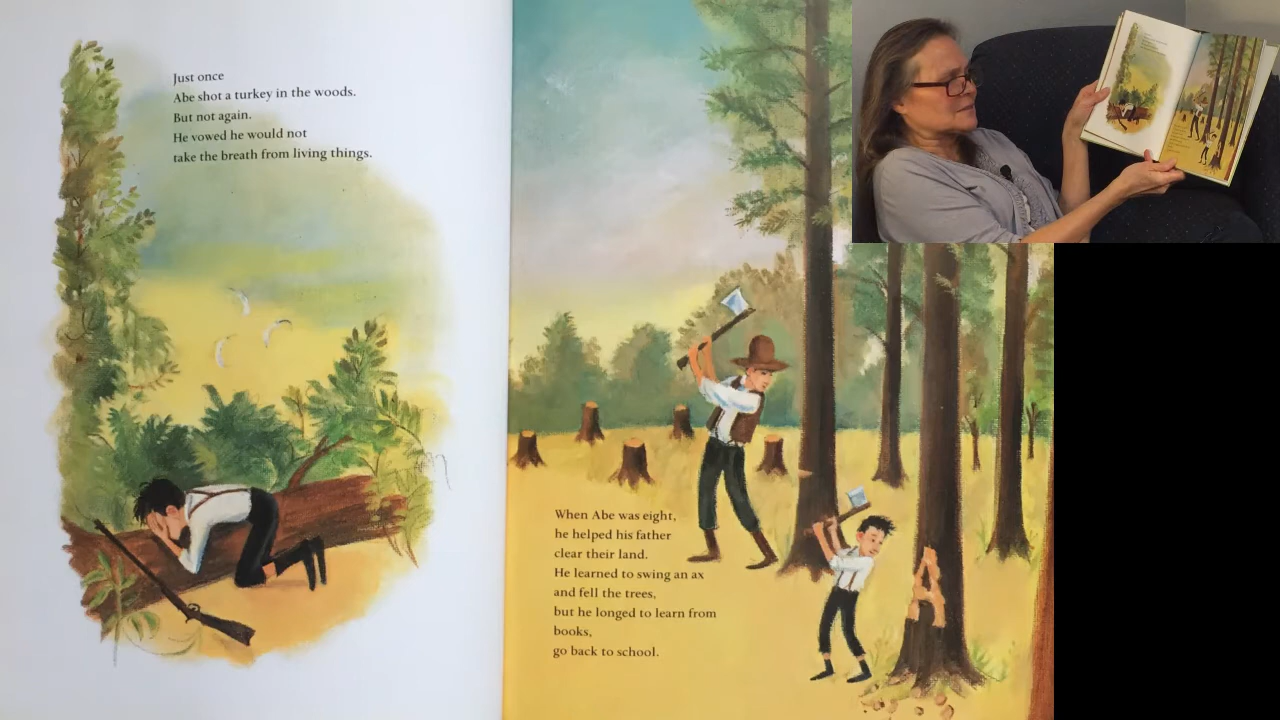 Just once
Abe shot a turkey in the woods.
But not again.
He vowed he would not
take the breath from living things.
When Abe was eight,
he helped his father
clear their land.
He learned to swing an ax
and fell the trees,
but he longed to learn from
books,
go back to school.
A